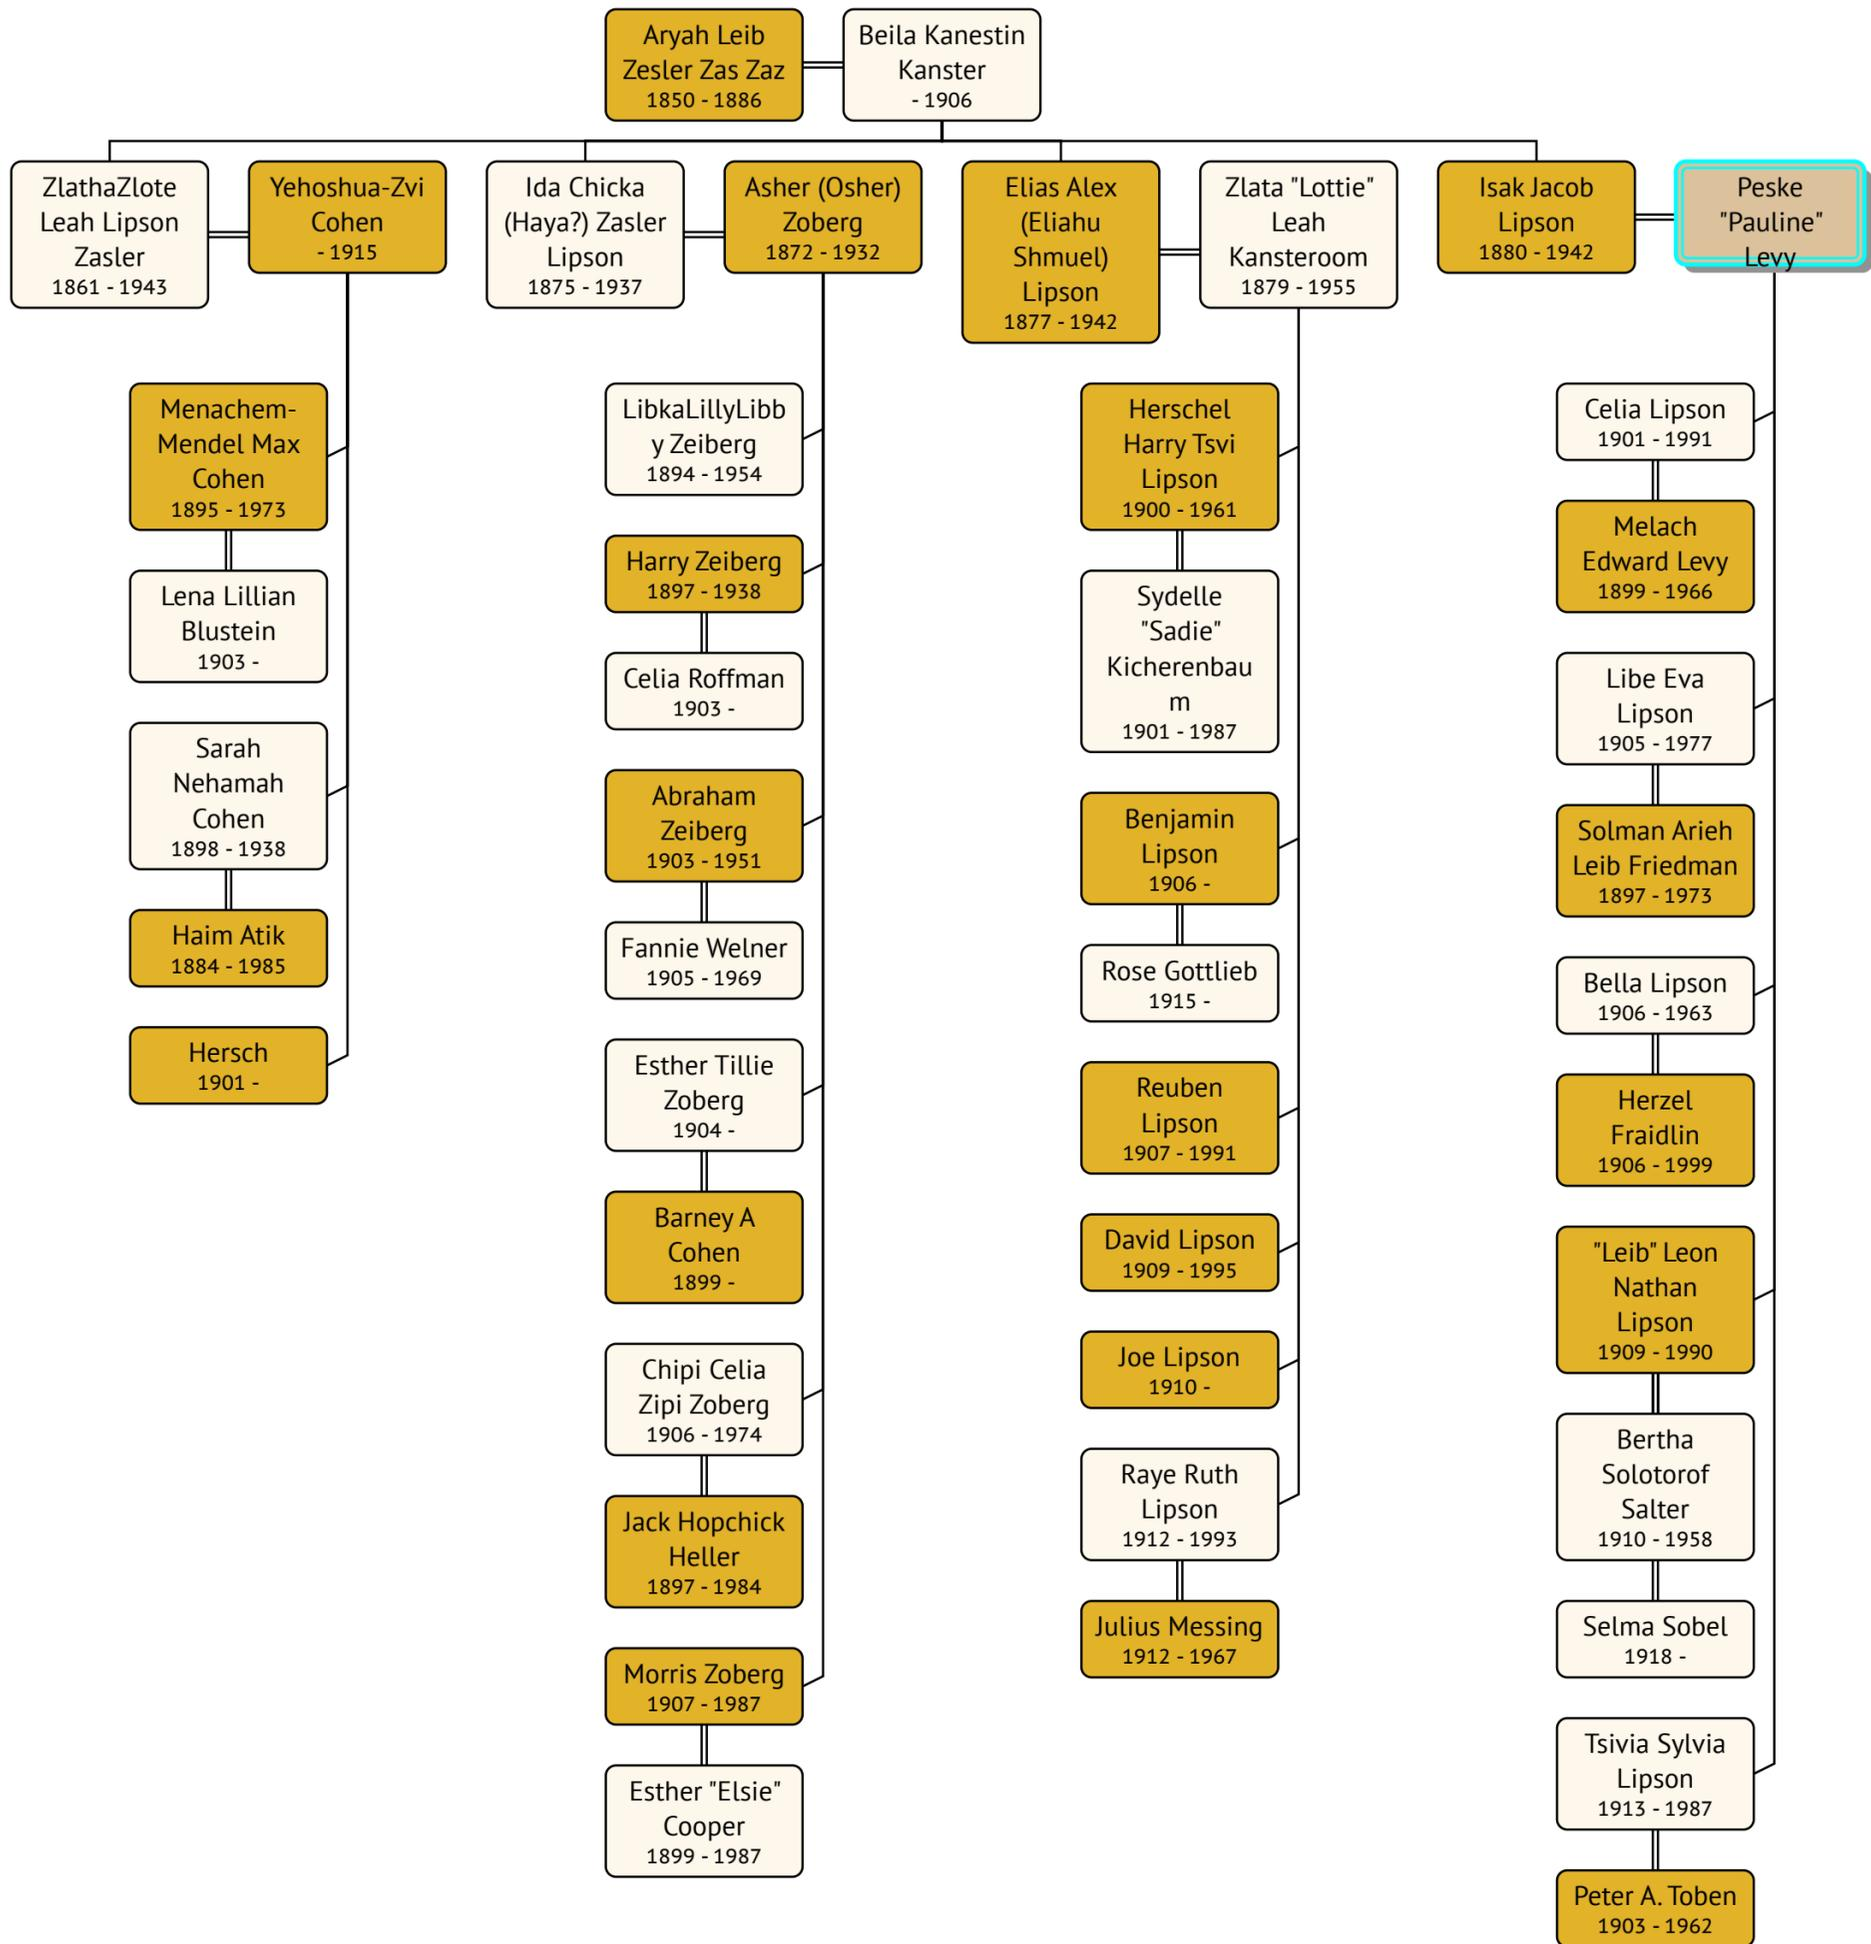 Aryah Leib
Zesler Zas Zaz
1850 - 1886
Beila Kanestin
Kanster
- 1906
ZlathaZlote
Leah Lipson
Zasler
1861 - 1943
Yehoshua-Zvi
Cohen
- 1915
Ida Chicka
(Haya?) Zasler
Lipson
1875 - 1937
Asher (Osher)
Zoberg
1872 - 1932
Elias Alex
(Eliahu
Shmuel)
Lipson
1877 - 1942
Zlata "Lottie"
Leah
Kansteroom
1879 - 1955
Isak Jacob
Lipson
1880 - 1942
Peske
"Pauline"
Levy
Menachem-
Mendel Max
Cohen
1895 - 1973
Lena Lillian
Blustein
1903 -
Sarah
Nehamah
Cohen
1898 - 1938
Haim Atik
1884 - 1985
Hersch
1901 -
LibkaLillyLibb
y Zeiberg
1894 - 1954
Harry Zeiberg
1897 - 1938
Celia Roffman
1903 -
Abraham
Zeiberg
1903 - 1951
Fannie Welner
1905 - 1969
Esther Tillie
Zoberg
1904 -
Barney A
Cohen
1899 -
Chipi Celia
Zipi Zoberg
1906 - 1974
Jack Hopchick
Heller
1897 - 1984
Morris Zoberg
1907 - 1987
Esther "Elsie"
Cooper
1899 - 1987
Herschel
Harry Tsvi
Lipson
1900 - 1961
Sydelle
"Sadie"
Kicherenbau
m
1901 - 1987
Benjamin
Lipson
1906 -
Rose Gottlieb
1915 -
Reuben
Lipson
1907 - 1991
David Lipson
1909 - 1995
Joe Lipson
1910 -
Raye Ruth
Lipson
1912 - 1993
Julius Messing
1912 - 1967
Celia Lipson
1901 - 1991
Melach
Edward Levy
1899 - 1966
Libe Eva
Lipson
1905 - 1977
Solman Arieh
Leib Friedman
1897 - 1973
Bella Lipson
1906 - 1963
Herzel
Fraidlin
1906 - 1999
"Leib" Leon
Nathan
Lipson
1909 - 1990
Bertha
Solotorof
Salter
1910 - 1958
Selma Sobel
1918 -
Tsivia Sylvia
Lipson
1913 - 1987
Peter A. Toben
1903 - 1962